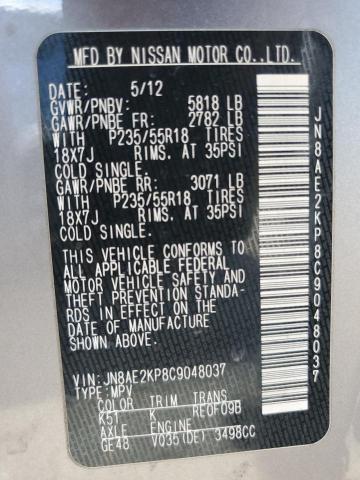 MFD BY NISSAN MOTOR CO.,LTD.
DATE: 5/12
GVWR/PNBV: 5818 LB
GAWR/PNBE FR: 2782 LB
WITH P235/55R18 TIRES
18X7J RIMS. AT 35PSI
COLD SINGLE.
GAWR/PNBE RR: 3071 LB
WITH P235/55R18 TIRES
18X7J RIMS. AT 35PSI
COLD SINGLE.
THIS VEHICLE CONFORMS TO
ALL APPLICABLE FEDERAL
MOTOR VEHICLE SAFETY AND
THEFT PREVENTION STANDA-
RDS IN EFFECT ON THE
DATE OF MANUFACTURE
SHOWN ABOVE.
VIN:JN8AE2KP8C9048037
TYPE:MPV
COLOR TRIM TRANS
K51 K RE0F09B
AXLE ENGINE
GE48 VQ35(DE) 3498CC
JN8AE2KP8C9048037